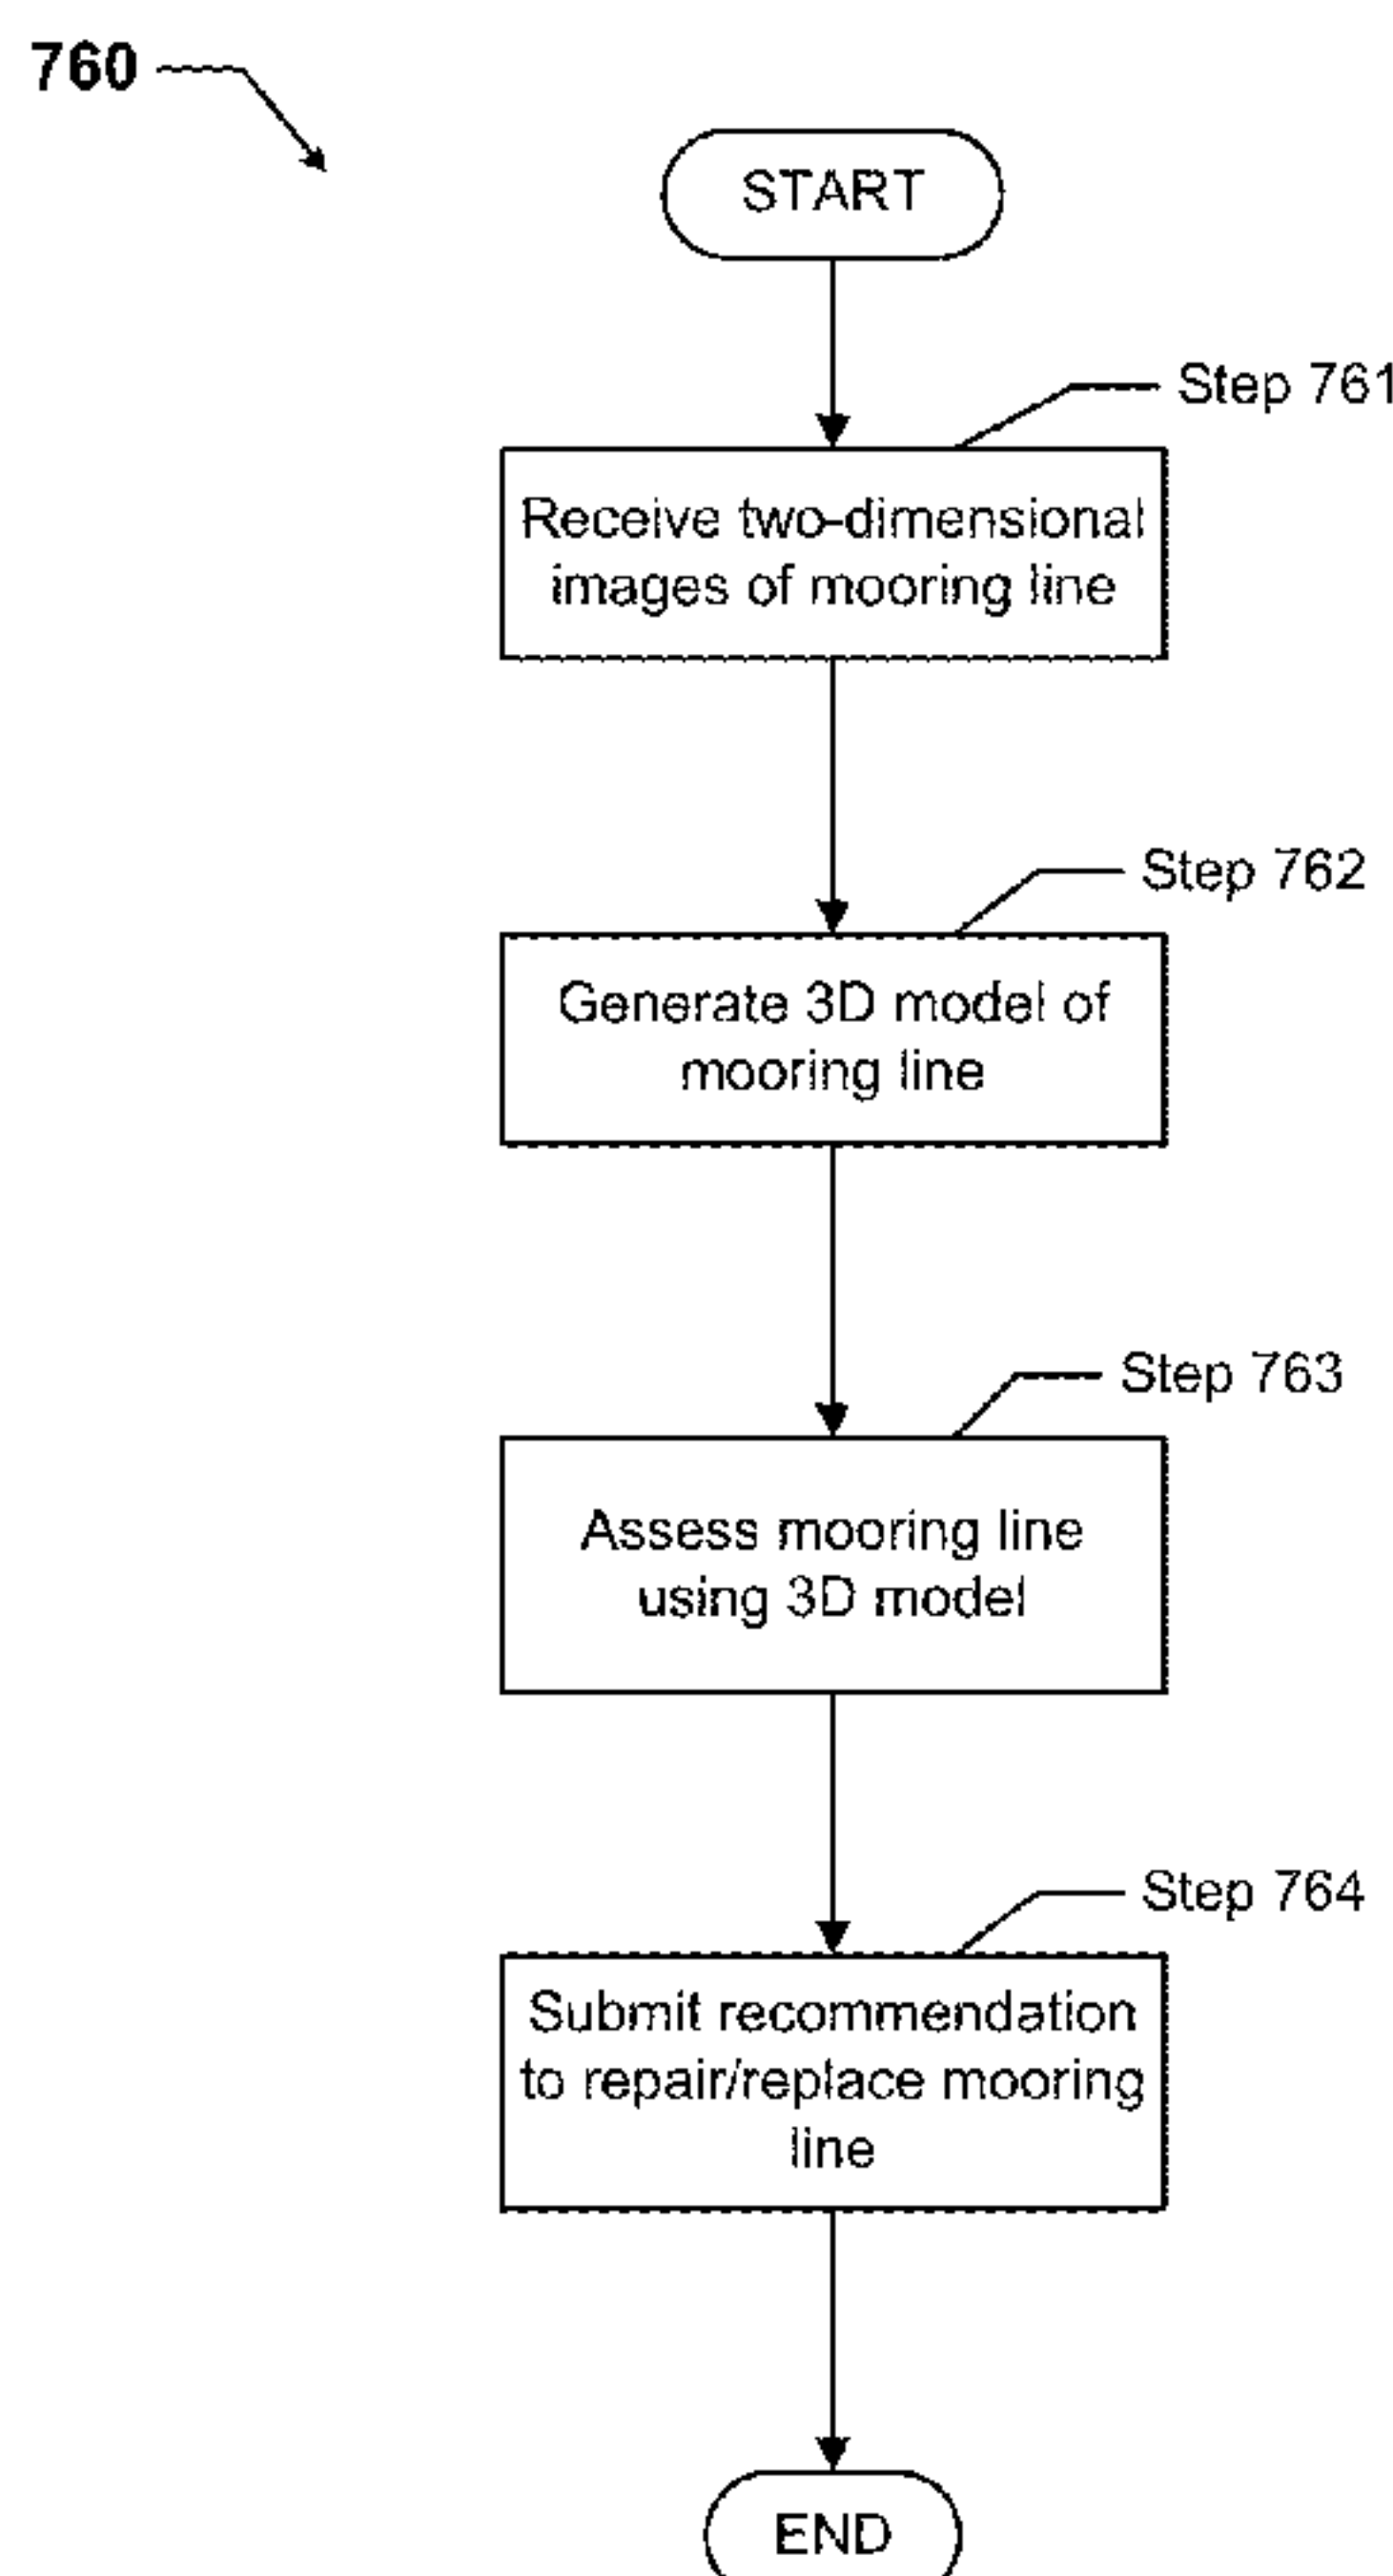 760
START
Step 761
Receive two-dimensional
images of mooring line
Step 762
Generate 3D model of
mooring line
Step 763
Assess mooring line
using 3D model
Step 764
Submit recommendation
to repair/replace mooring
line
END